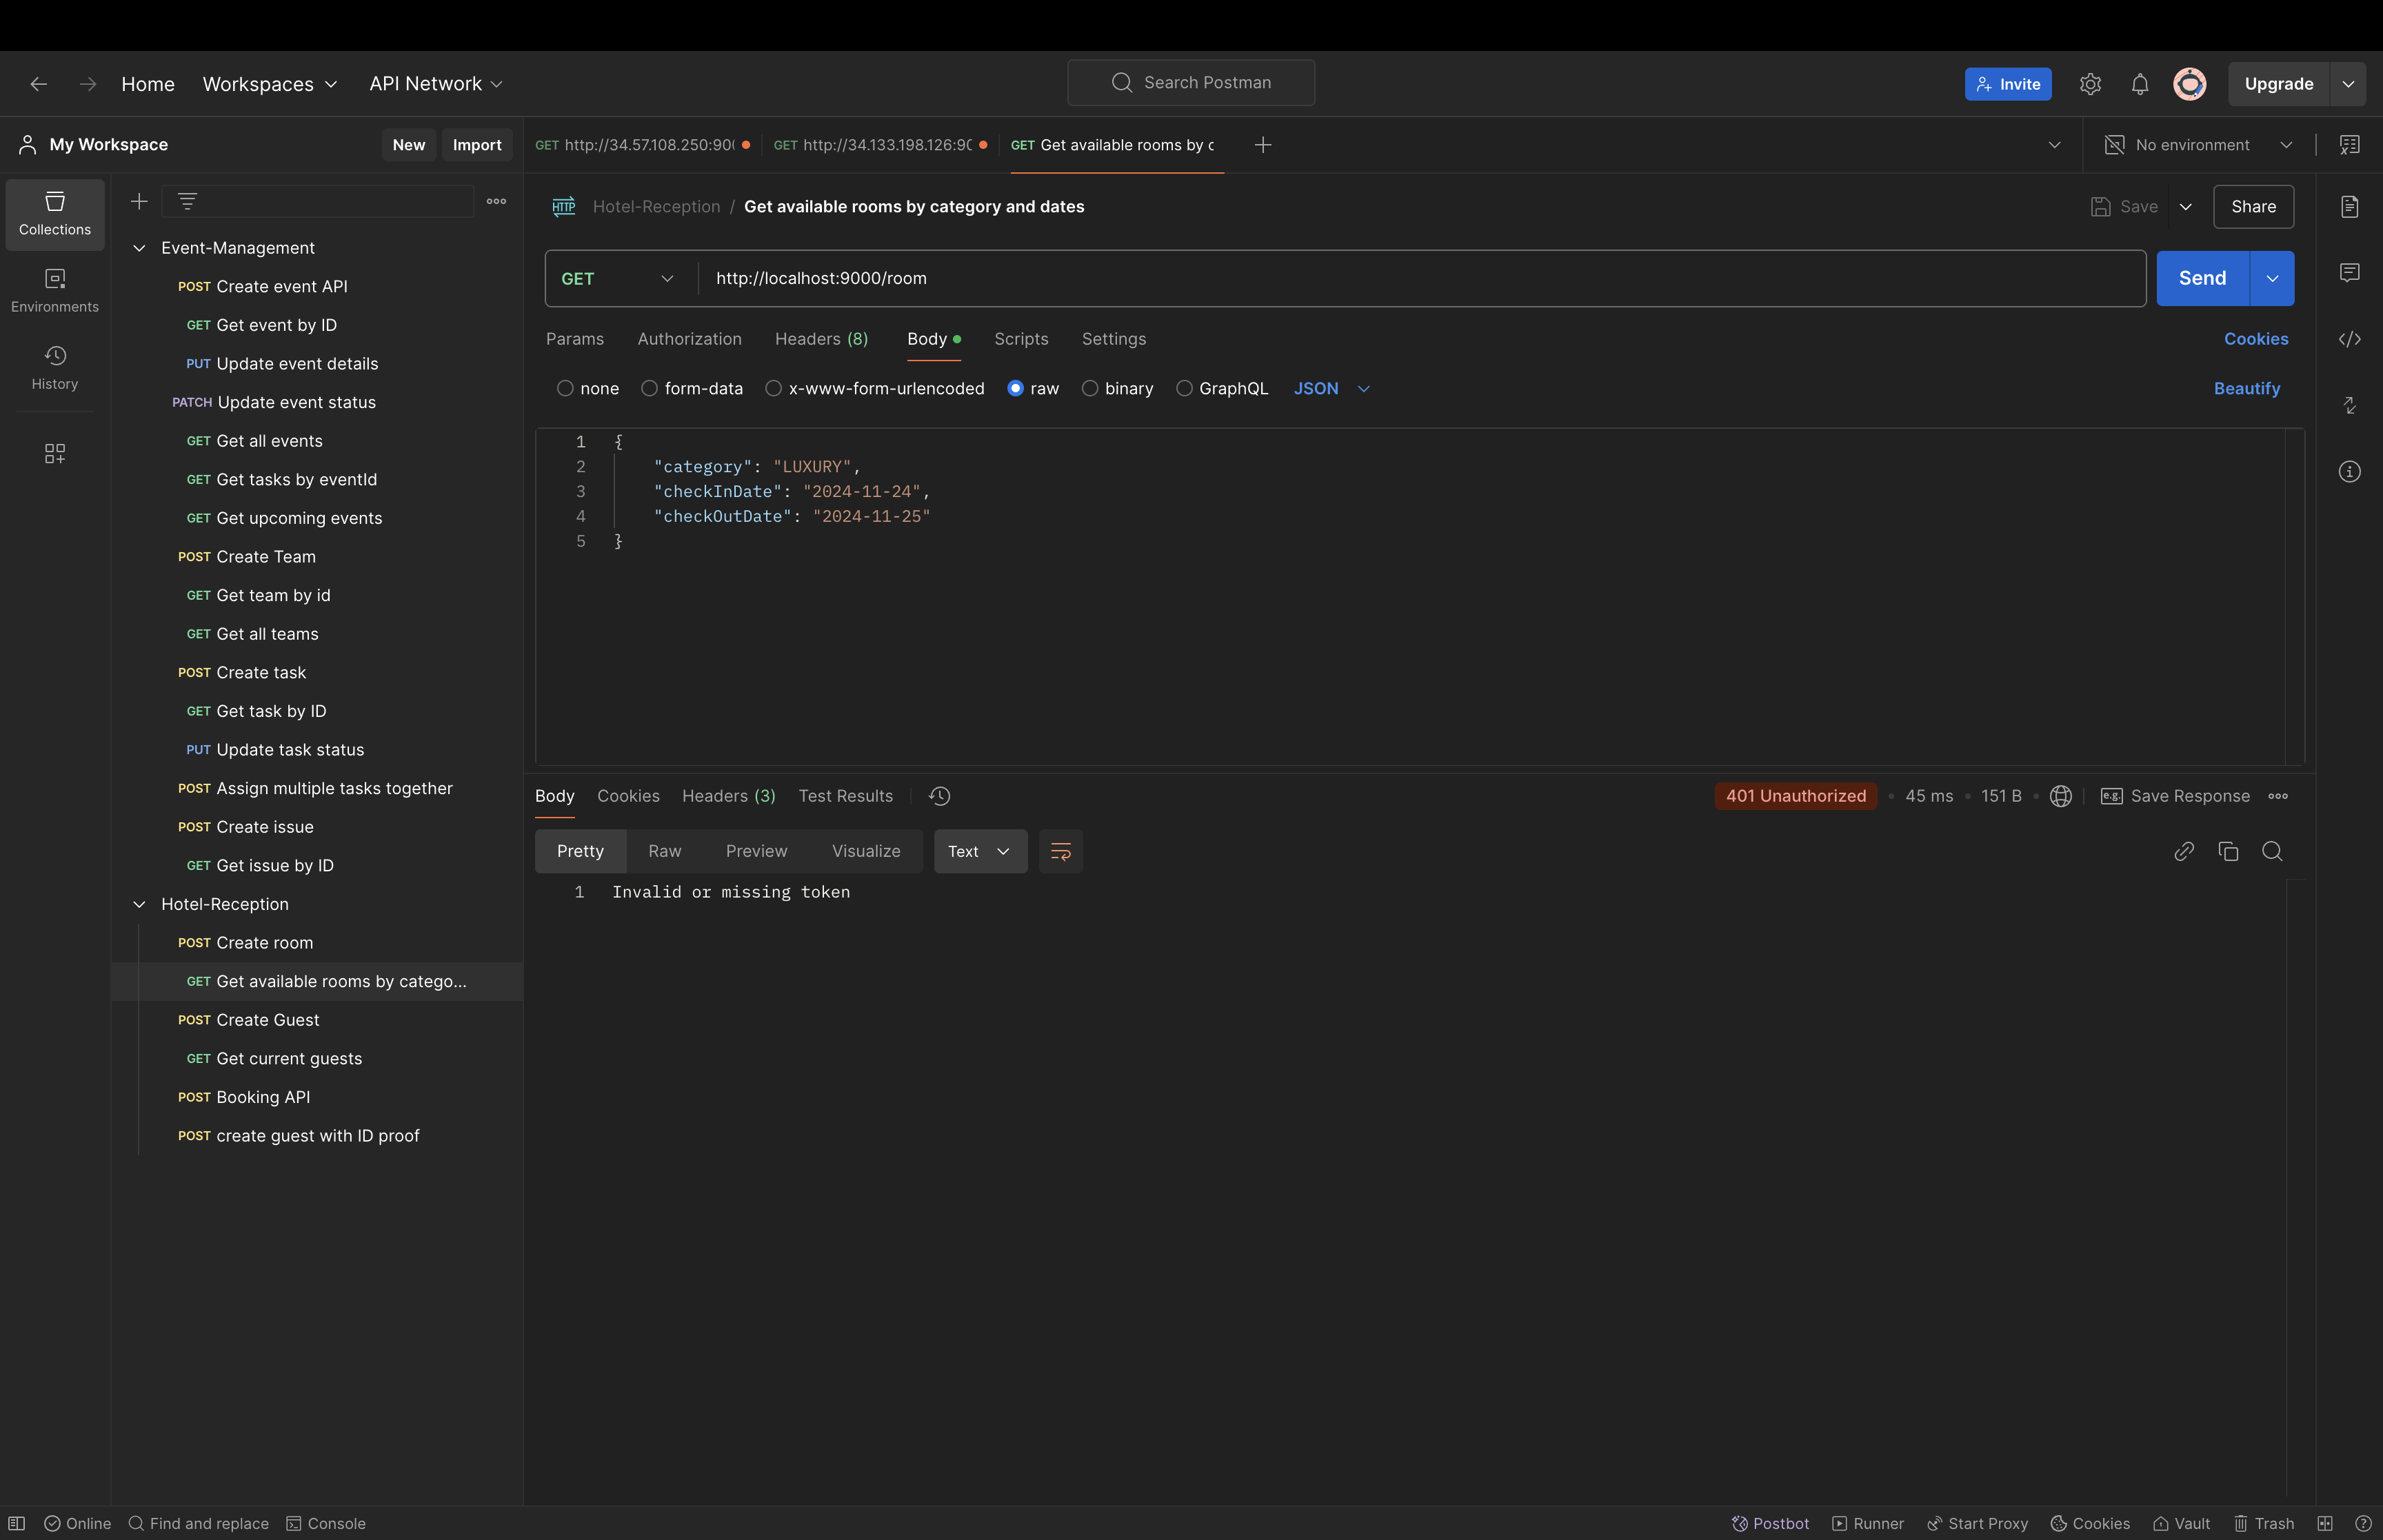 Home Workspaces API Network Search Postman Invite Upgrade
My Workspace New Import
GET http://34.57.108.250:90( GET http://34.133.198.126:9( GET Get available rooms by c No environment
Collections
Environments
History
Event-Management
POST Create event API
GET Get event by ID
PUT Update event details
PATCH Update event status
GET Get all events
GET Get tasks by eventId
GET Get upcoming events
POST Create Team
GET Get team by id
GET Get all teams
POST Create task
GET Get task by ID
PUT Update task status
POST Assign multiple tasks together
POST Create issue
GET Get issue by ID
Hotel-Reception
POST Create room
GET Get available rooms by catego...
POST Create Guest
GET Get current guests
POST Booking API
POST create guest with ID proof
HTTP Hotel-Reception / Get available rooms by category and dates Save Share
GET http://localhost:9000/room Send
Params Authorization Headers (8) Body Scripts Settings Cookies
none form-data x-www-form-urlencoded raw binary GraphQL JSON Beautify
1 {
2 "category": "LUXURY",
3 "checkInDate": "2024-11-24",
4 "checkOutDate": "2024-11-25"
5 }
Body Cookies Headers (3) Test Results 401 Unauthorized 45 ms 151 B e.g. Save Response
Pretty Raw Preview Visualize Text
1 Invalid or missing token
Online Find and replace Console Postbot Runner Start Proxy Cookies Vault Trash